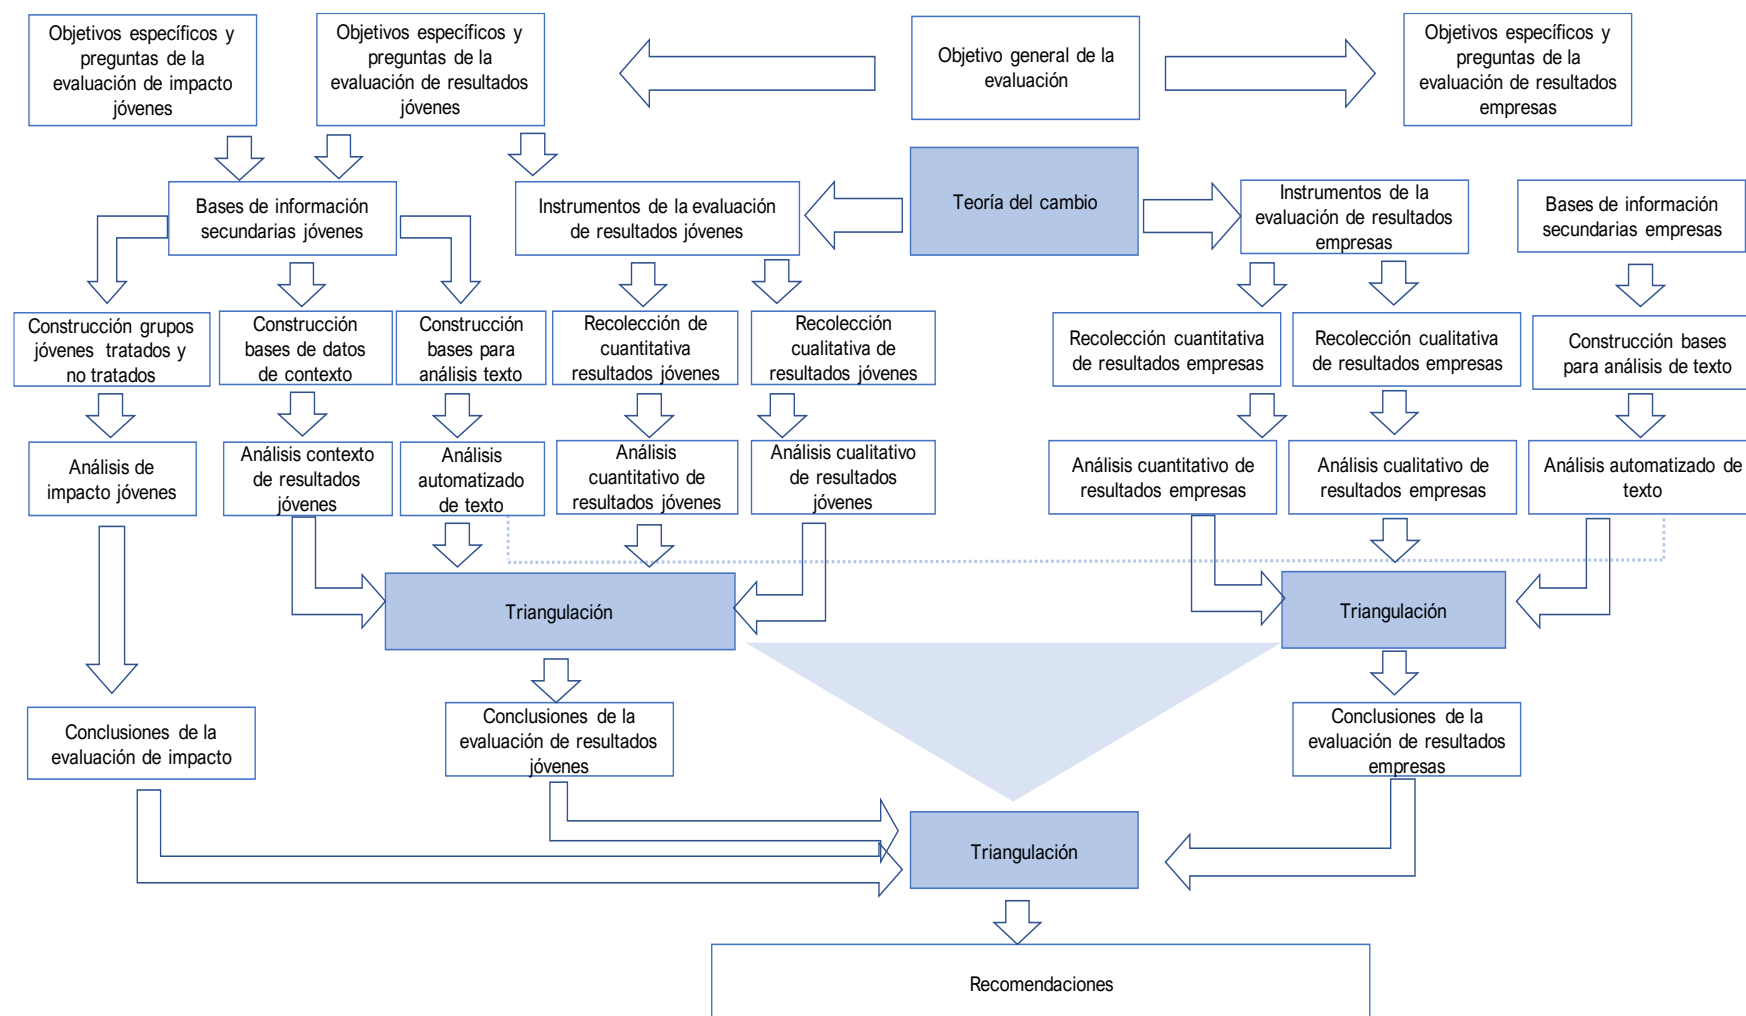 Objetivos específicos y
preguntas de la
evaluación de impacto
jóvenes
Objetivos específicos y
preguntas de la
evaluación de resultados
jóvenes
Objetivo general de la
evaluación
Objetivos específicos y
preguntas de la
evaluación de resultados
empresas
Bases de información
secundarias jóvenes
Instrumentos de la evaluación
de resultados jóvenes
Teoría del cambio
Instrumentos de la
evaluación de resultados
empresas
Bases de información
secundarias empresas
Construcción grupos
jóvenes tratados y
no tratados
Construcción
bases de datos
de contexto
Construcción
bases para
análisis texto
Recolección de
cuantitativa
resultados jóvenes
Recolección
cualitativa de
resultados jóvenes
Recolección cuantitativa
de resultados empresas
Recolección cualitativa
de resultados empresas
Construcción bases
para análisis de texto
Análisis de
impacto jóvenes
Análisis contexto
de resultados
jóvenes
Análisis
automatizado
de texto
Análisis
cuantitativo de
resultados jóvenes
Análisis cualitativo
de resultados
jóvenes
Análisis cuantitativo de
resultados empresas
Análisis cualitativo de
resultados empresas
Análisis automatizado de
texto
Triangulación
Triangulación
Conclusiones de la
evaluación de impacto
Conclusiones de la
evaluación de resultados
jóvenes
Conclusiones de la
evaluación de resultados
empresas
Triangulación
Recomendaciones